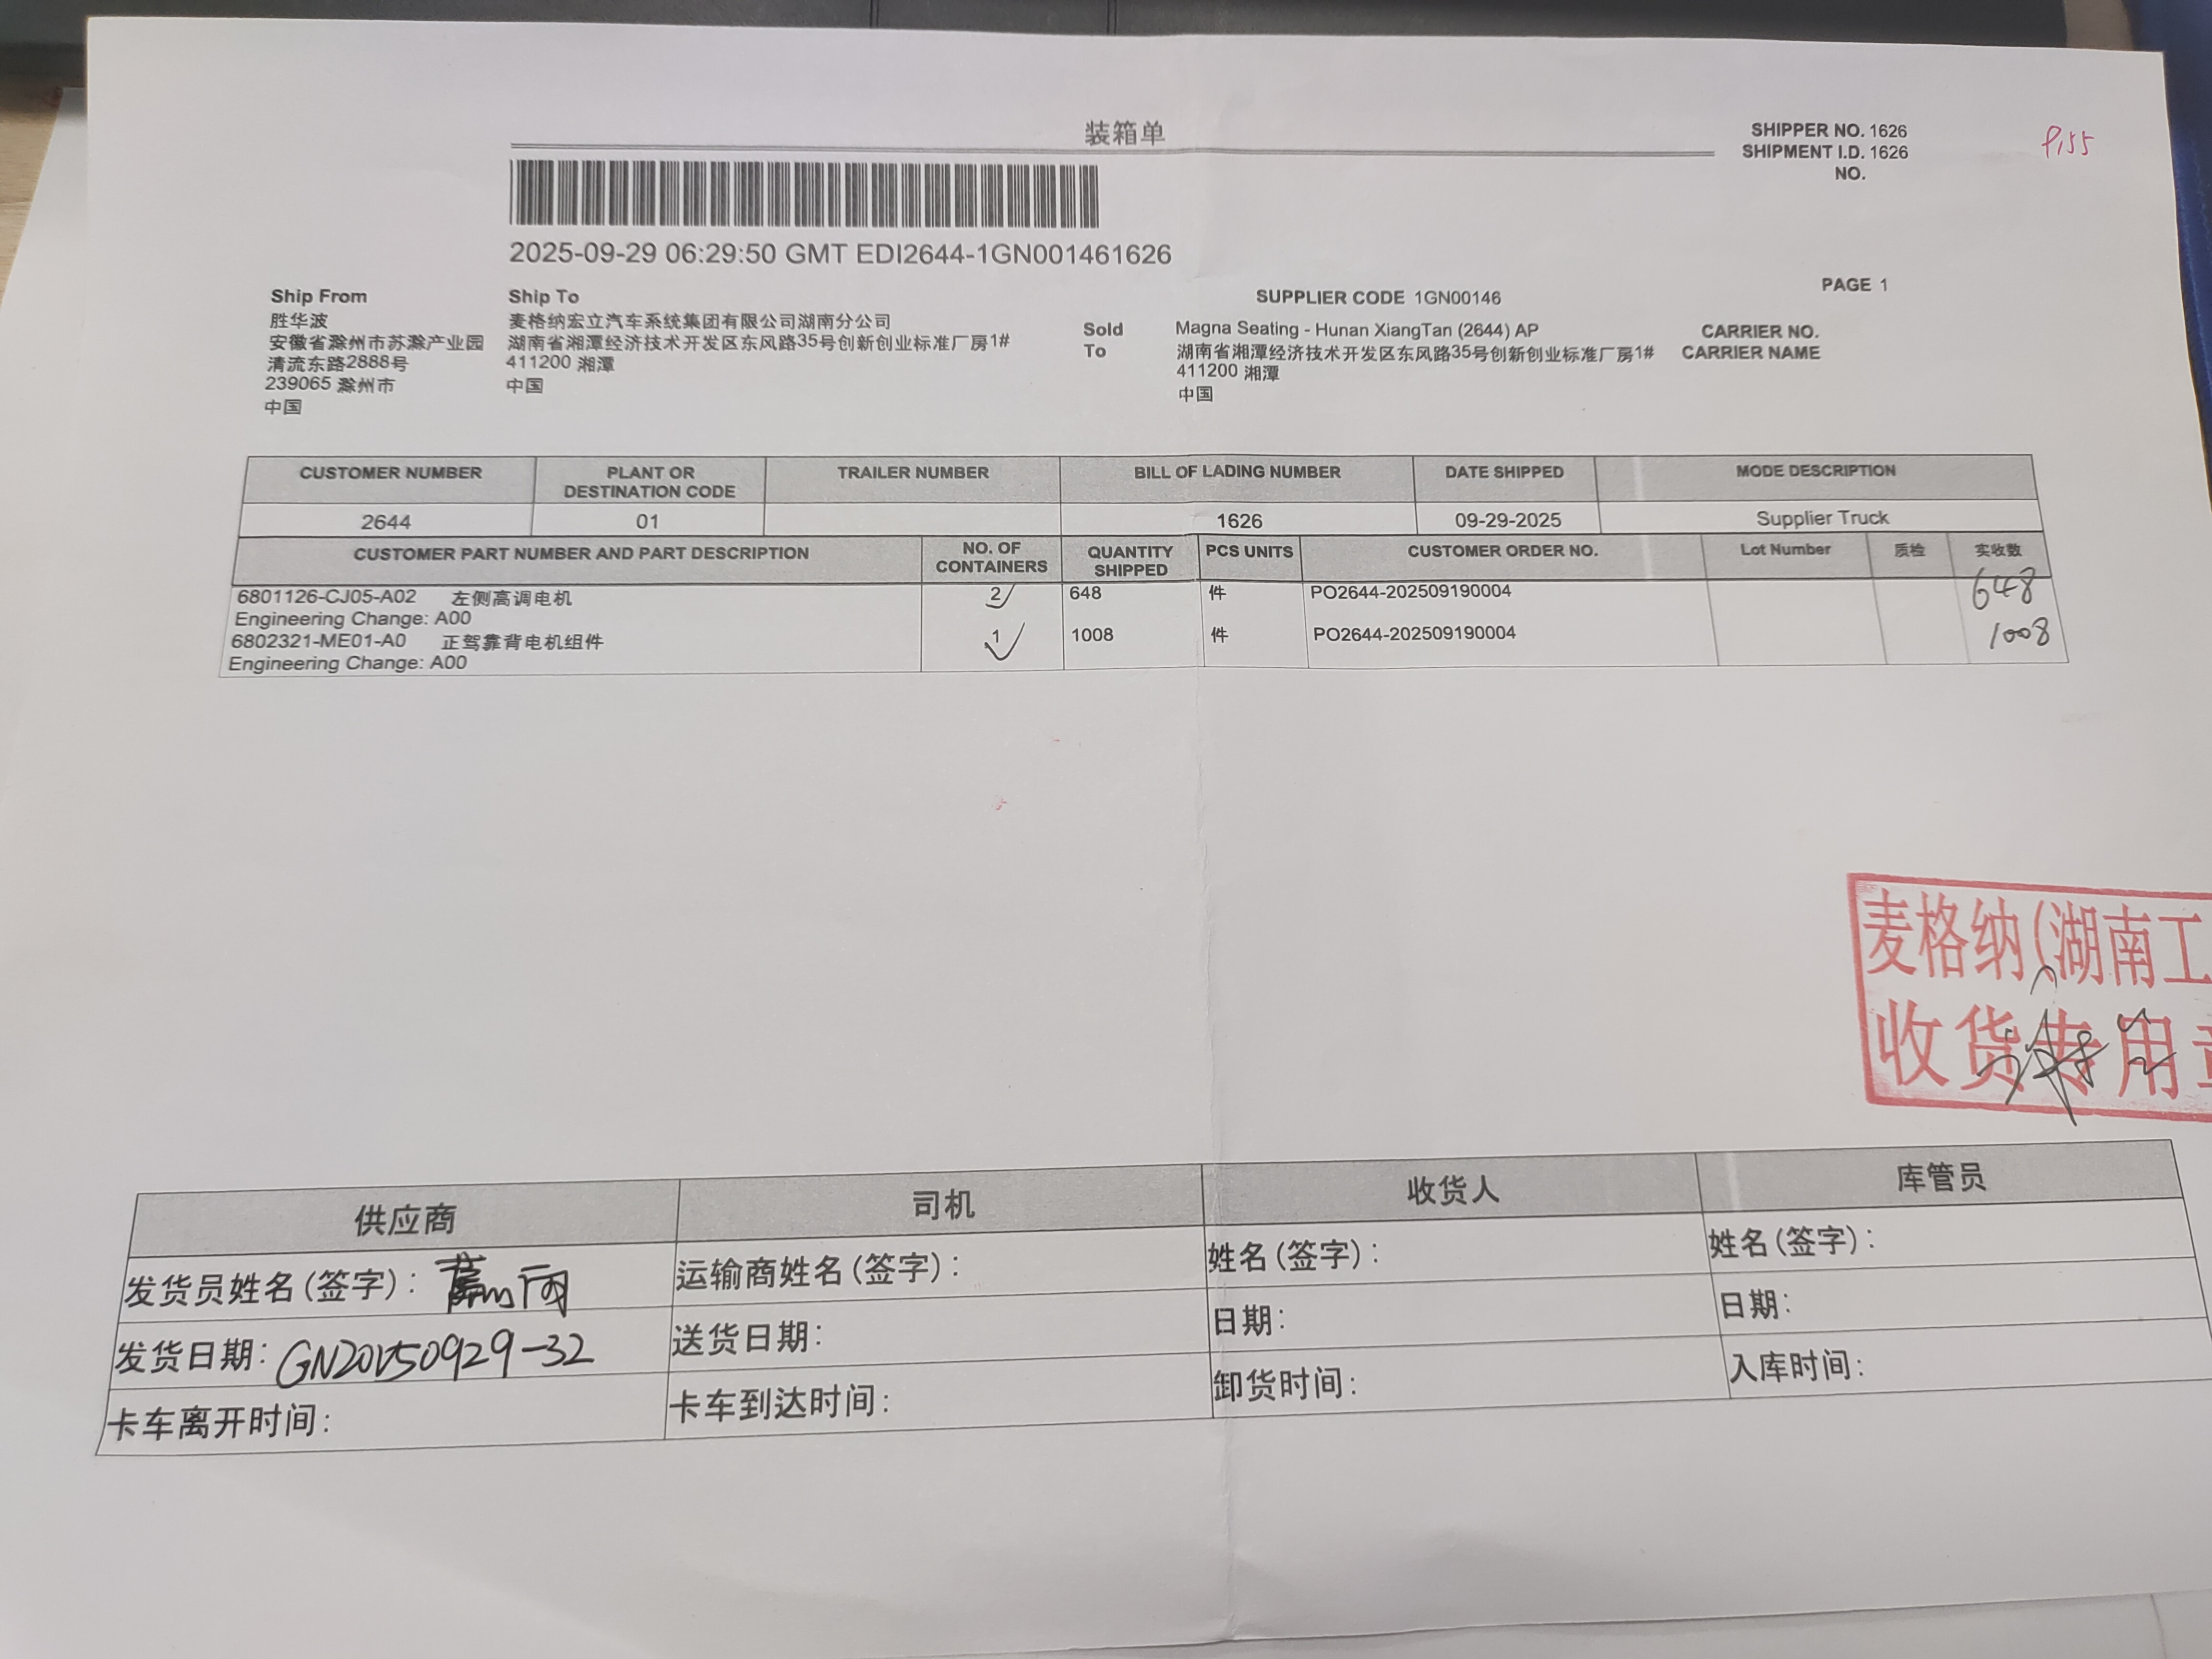 装箱单
SHIPPER NO. 1626
SHIPMENT I.D. 1626
NO.
2025-09-29 06:29:50 GMT EDI2644-1GN001461626
PAGE 1
Ship From
胜华波
安徽省滁州市苏滁产业园
清流东路2888号
239065 滁州市
中国
Ship To
麦格纳宏立汽车系统集团有限公司湖南分公司
湖南省湘潭经济技术开发区东风路35号创新创业标准厂房1#
411200 湘潭
中国
SUPPLIER CODE 1GN00146
Sold To
Magna Seating - Hunan XiangTan (2644) AP
湖南省湘潭经济技术开发区东风路35号创新创业标准厂房1#
411200 湘潭
中国
CARRIER NO.
CARRIER NAME
CUSTOMER NUMBER PLANT OR DESTINATION CODE TRAILER NUMBER BILL OF LADING NUMBER DATE SHIPPED MODE DESCRIPTION
2644 01 1626 09-29-2025 Supplier Truck
CUSTOMER PART NUMBER AND PART DESCRIPTION NO. OF CONTAINERS QUANTITY SHIPPED PCS UNITS CUSTOMER ORDER NO. Lot Number 质检 实收数
6801126-CJ05-A02 左侧高调电机 2 648 件 PO2644-202509190004 648
Engineering Change: A00
6802321-ME01-A0 正驾靠背电机组件 1 1008 件 PO2644-202509190004 1008
Engineering Change: A00
麦格纳(湖南工
收货专用
供应商 司机 收货人 库管员
发货员姓名(签字): 运输商姓名(签字): 姓名(签字): 姓名(签字):
发货日期: GN20250929-32 送货日期: 日期: 日期:
卡车离开时间: 卡车到达时间: 卸货时间: 入库时间: